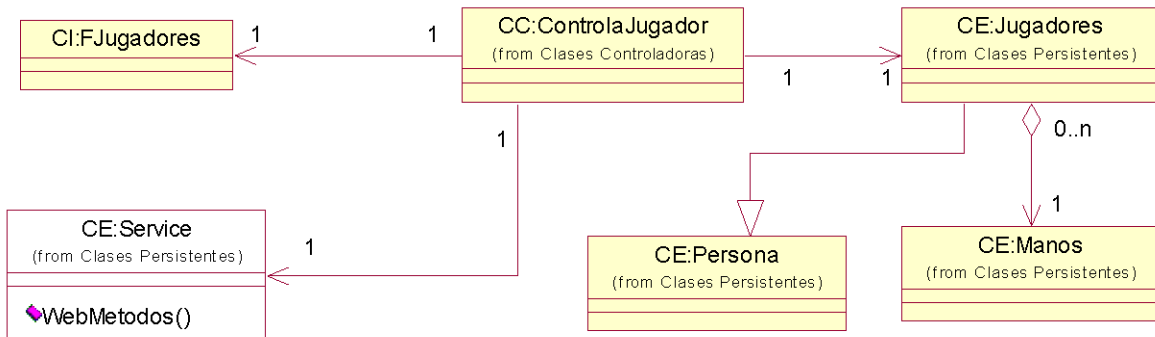 CI:FJugadores
1
1
CC:ControlaJugador
(from Clases Controladoras)
1
1
CE:Jugadores
(from Clases Persistentes)
1
0..n
CE:Service
(from Clases Persistentes)
WebMetodos()
1
CE:Persona
(from Clases Persistentes)
1
CE:Manos
(from Clases Persistentes)